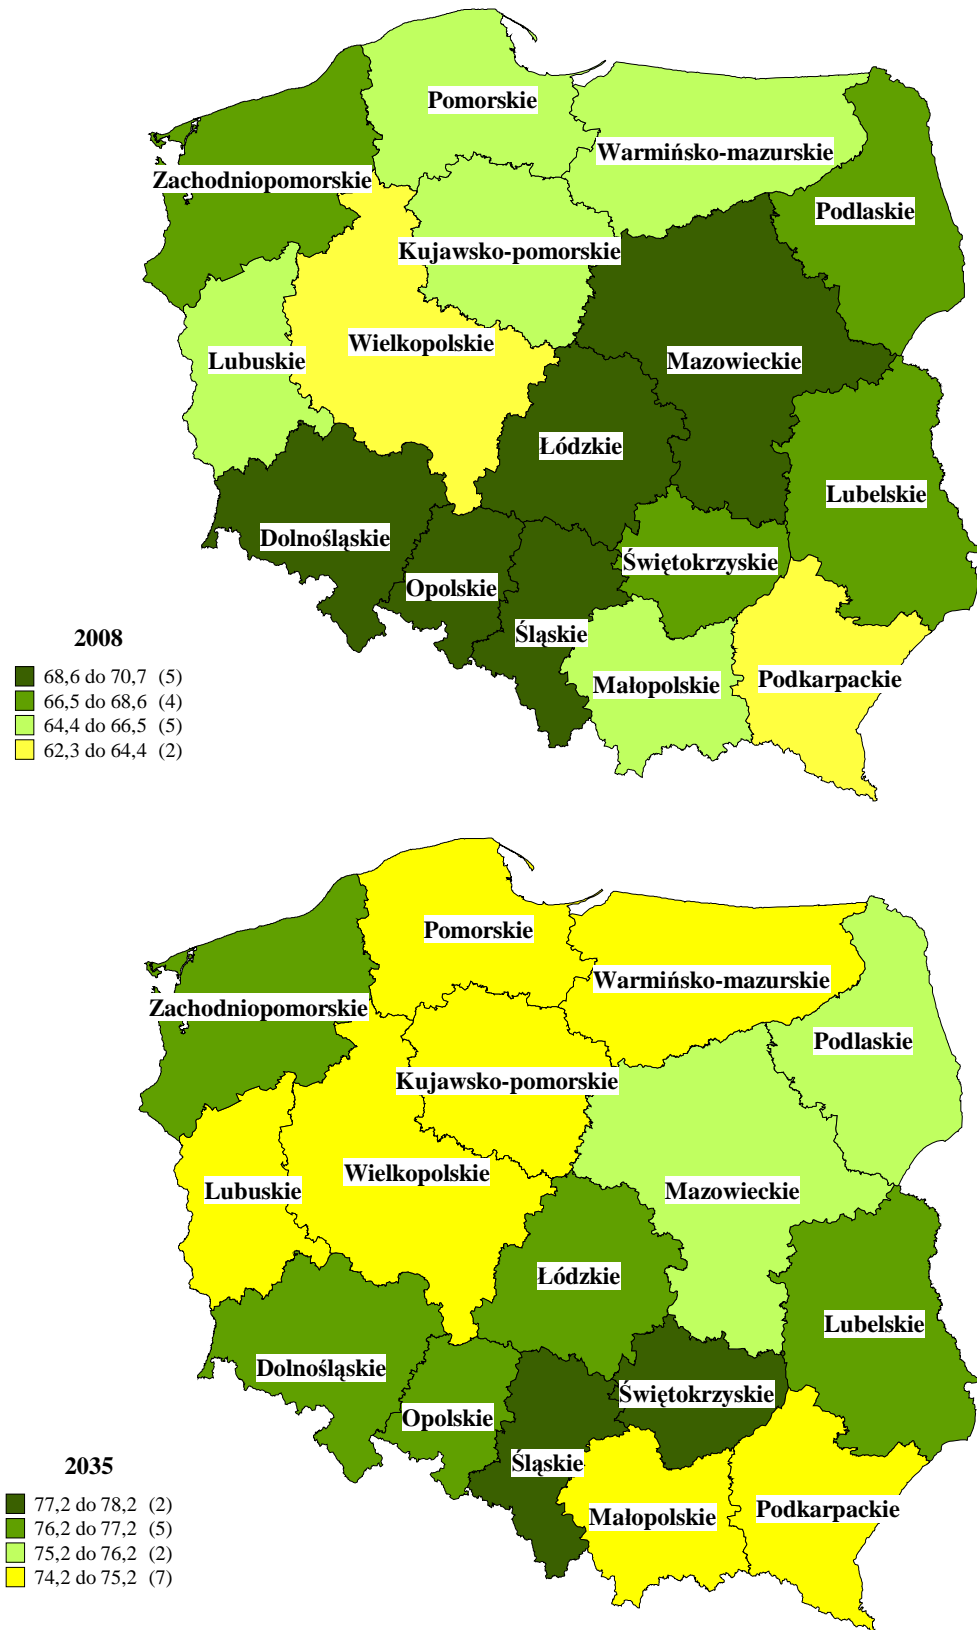 Pomorskie
Warmińsko-mazurskie
Zachodniopomorskie
Podlaskie
Kujawsko-pomorskie
Wielkopolskie
Lubuskie
Mazowieckie
Łódzkie
Lubelskie
Dolnośląskie
Świętokrzyskie
Opolskie
Śląskie
Małopolskie
Podkarpackie
2008
68,6 do 70,7 (5)
66,5 do 68,6 (4)
64,4 do 66,5 (5)
62,3 do 64,4 (2)
Pomorskie
Warmińsko-mazurskie
Zachodniopomorskie
Podlaskie
Kujawsko-pomorskie
Wielkopolskie
Lubuskie
Mazowieckie
Łódzkie
Lubelskie
Dolnośląskie
Świętokrzyskie
Opolskie
Śląskie
Małopolskie
Podkarpackie
2035
77,2 do 78,2 (2)
76,2 do 77,2 (5)
75,2 do 76,2 (2)
74,2 do 75,2 (7)